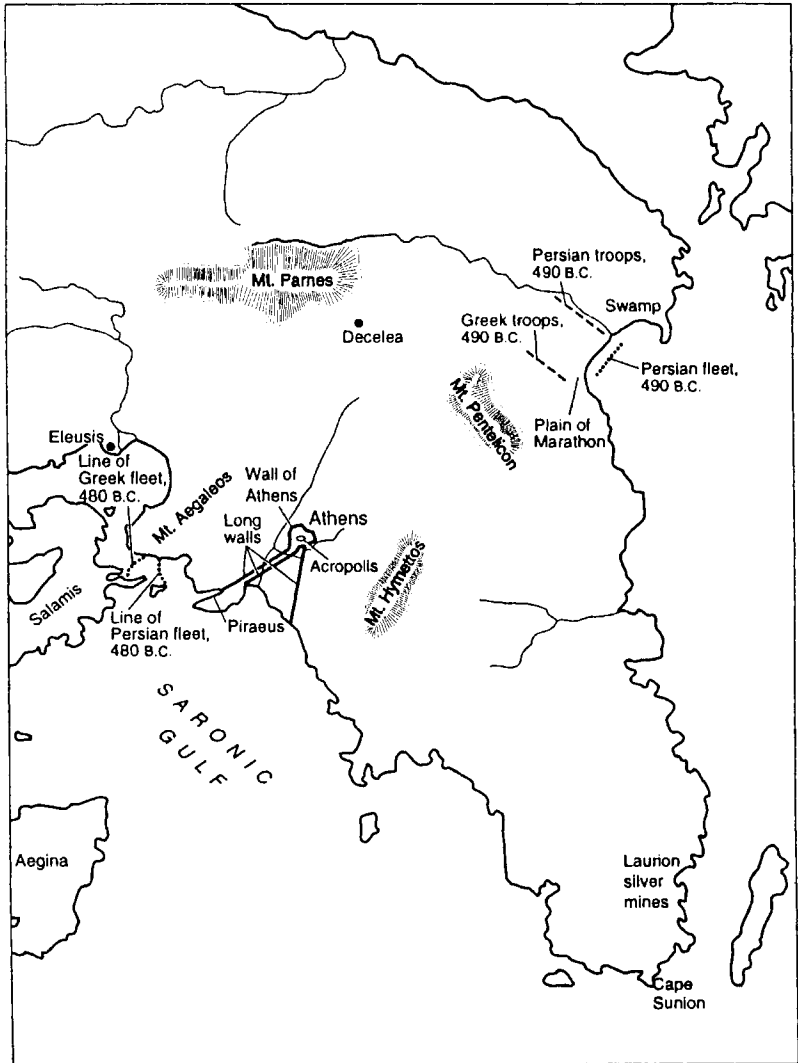 Persian troops,
490 B.C.
Mt. Parnes
Swamp
Greek troops,
490 B.C.
Decelea
Persian fleet,
490 B.C.
Mt. Pentelicon
Plain of
Marathon
Eleusis
Line of
Greek fleet,
480 B.C.
Mt. Aegaleos
Wall of
Athens
Long
walls
Athens
Acropolis
Mt. Hymettos
Salamis
Line of
Persian fleet,
480 B.C.
Piraeus
SARONIC
GULF
Aegina
Laurion
silver
mines
Cape
Sunion